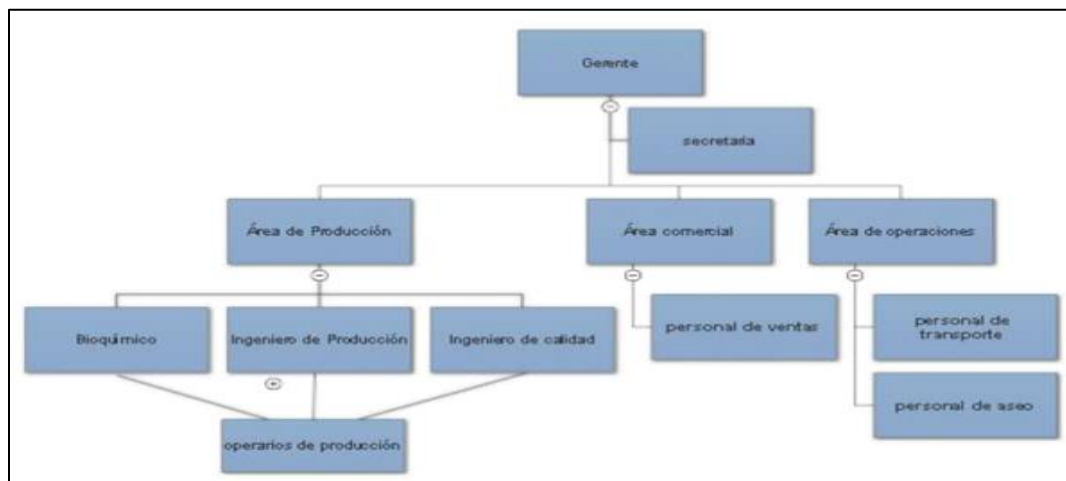 Gerente
secretaria
Área de Producción
Área comercial
Área de operaciones
Bioquímico
Ingeniero de Producción
Ingeniero de calidad
personal de ventas
personal de
transporte
operarios de producción
personal de aseo